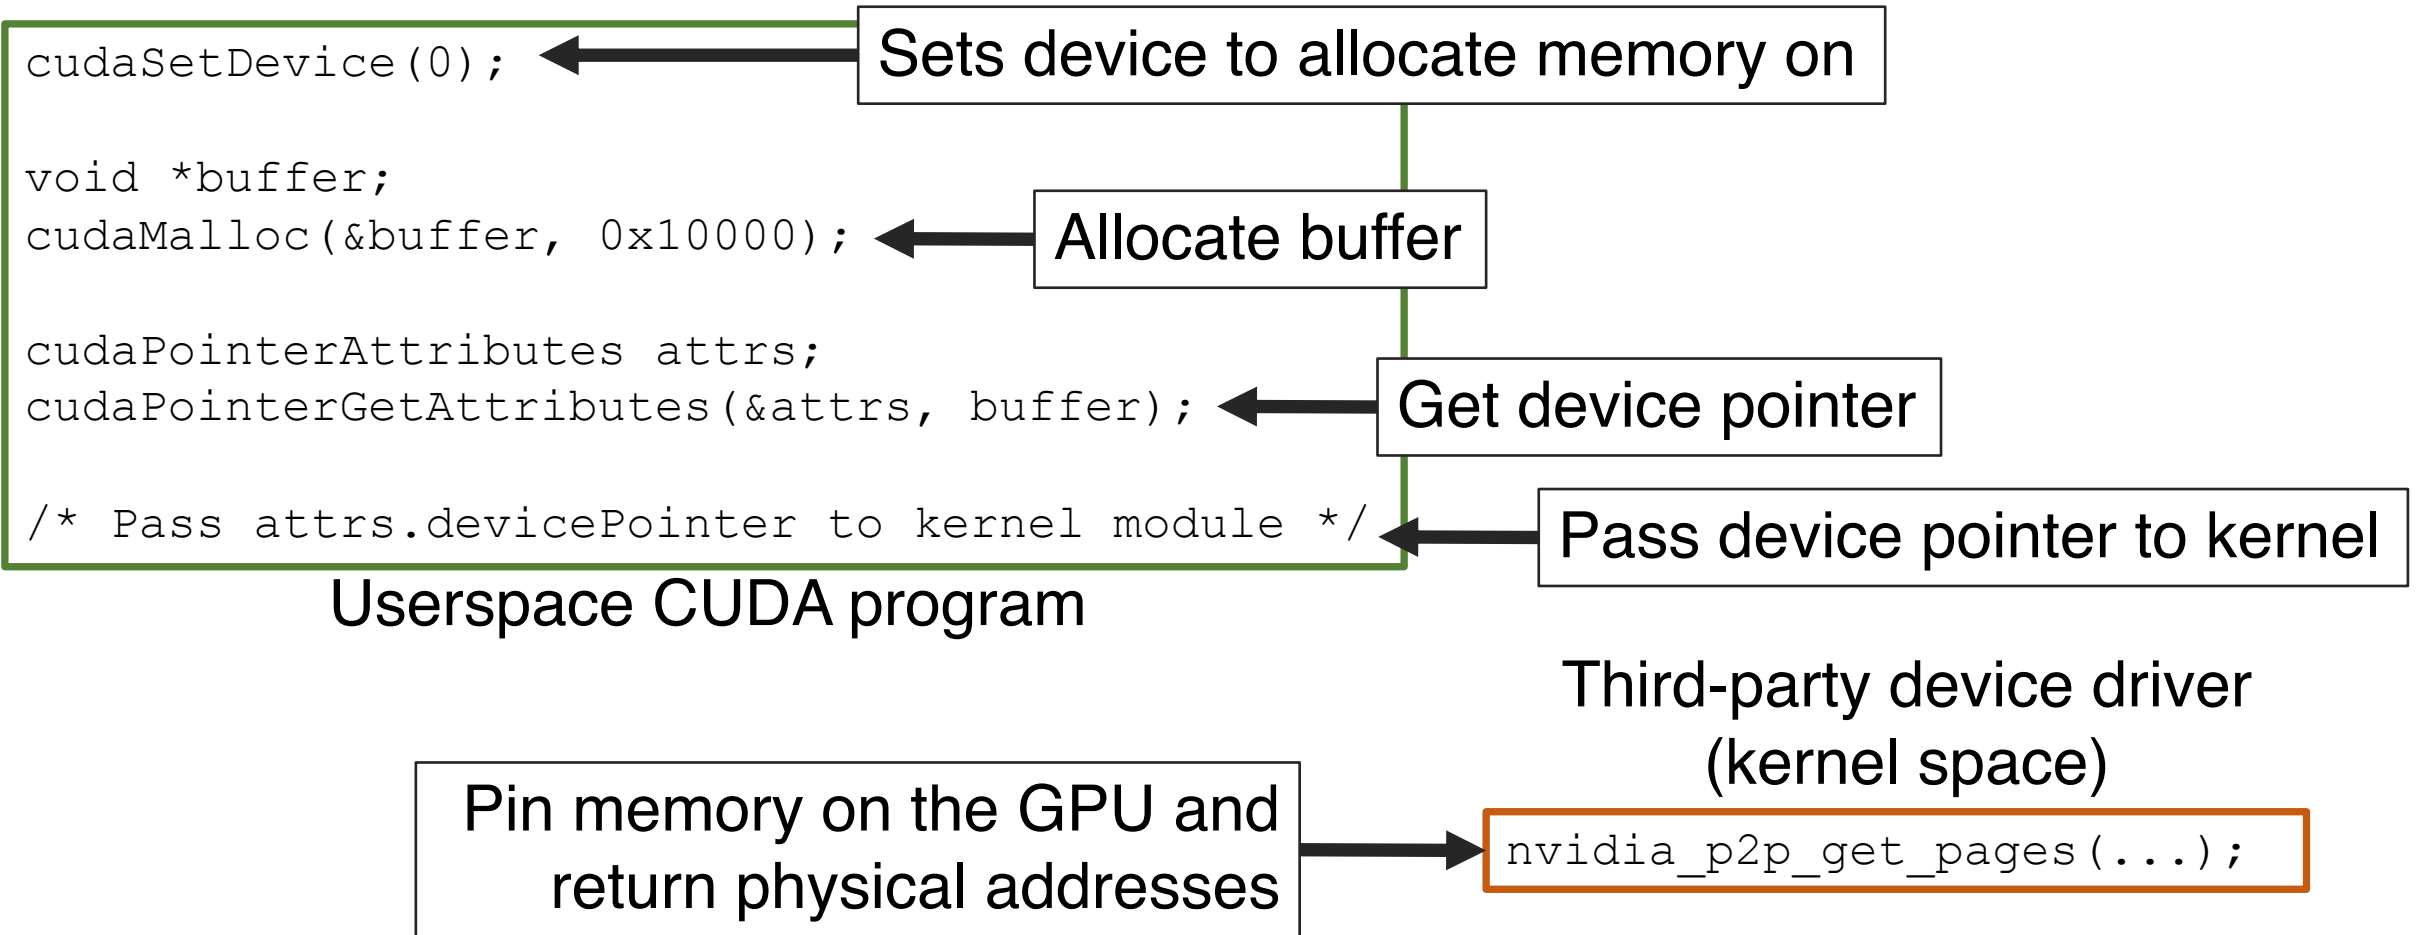 cudaSetDevice(0);
Sets device to allocate memory on
void *buffer;
cudaMalloc(&buffer, 0x10000);
Allocate buffer
cudaPointerAttributes attrs;
cudaPointerGetAttributes(&attrs, buffer);
Get device pointer
/* Pass attrs.devicePointer to kernel module */
Pass device pointer to kernel
Userspace CUDA program
Third-party device driver
(kernel space)
Pin memory on the GPU and
return physical addresses
nvidia_p2p_get_pages(...);